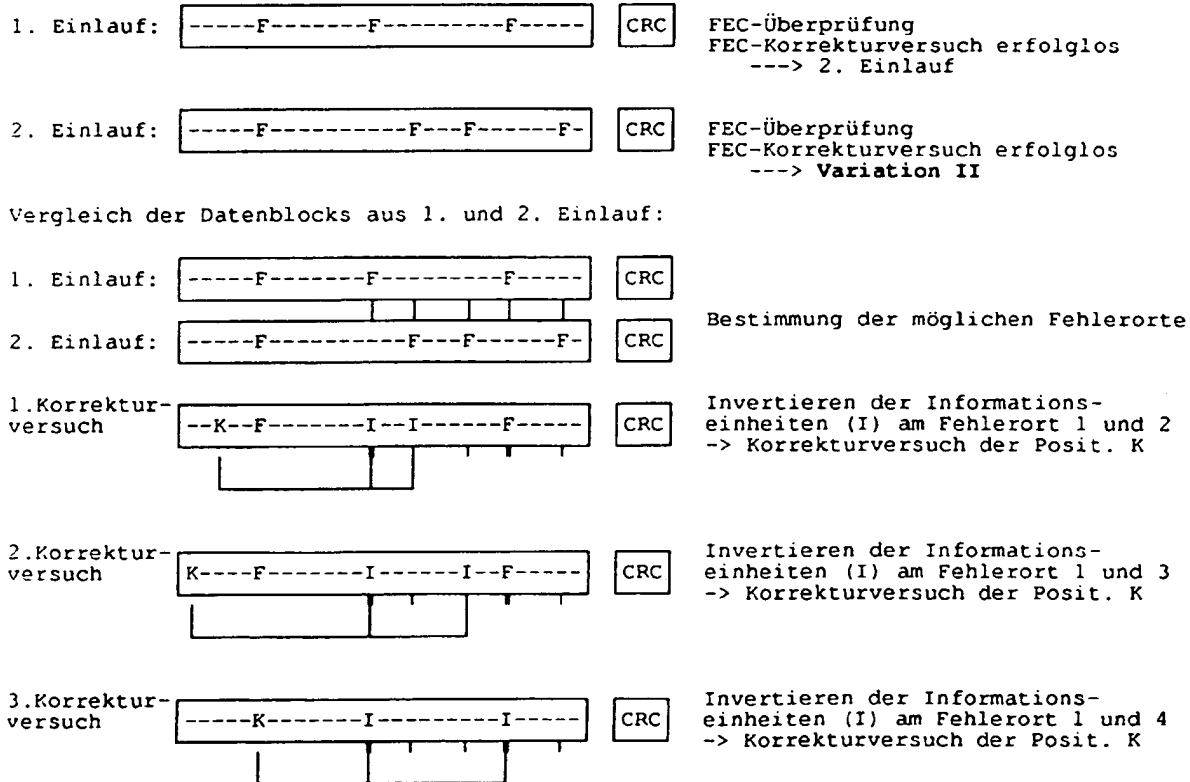 1. Einlauf: -----F--------F----------F----- CRC FEC-Überprüfung
FEC-Korrekturversuch erfolglos
---> 2. Einlauf
2. Einlauf: -----F-----------F---F------F- CRC FEC-Überprüfung
FEC-Korrekturversuch erfolglos
---> Variation II
Vergleich der Datenblocks aus 1. und 2. Einlauf:
1. Einlauf: -----F--------F----------F----- CRC
Bestimmung der möglichen Fehlerorte
2. Einlauf: -----F-----------F---F------F- CRC
1.Korrektur-
versuch --K--F--------I--I-------F----- CRC
Invertieren der Informations-
einheiten (I) am Fehlerort 1 und 2
-> Korrekturversuch der Posit. K
2.Korrektur-
versuch K----F--------I------I--F----- CRC
Invertieren der Informations-
einheiten (I) am Fehlerort 1 und 3
-> Korrekturversuch der Posit. K
3.Korrektur-
versuch -----K--------I----------I----- CRC
Invertieren der Informations-
einheiten (I) am Fehlerort 1 und 4
-> Korrekturversuch der Posit. K